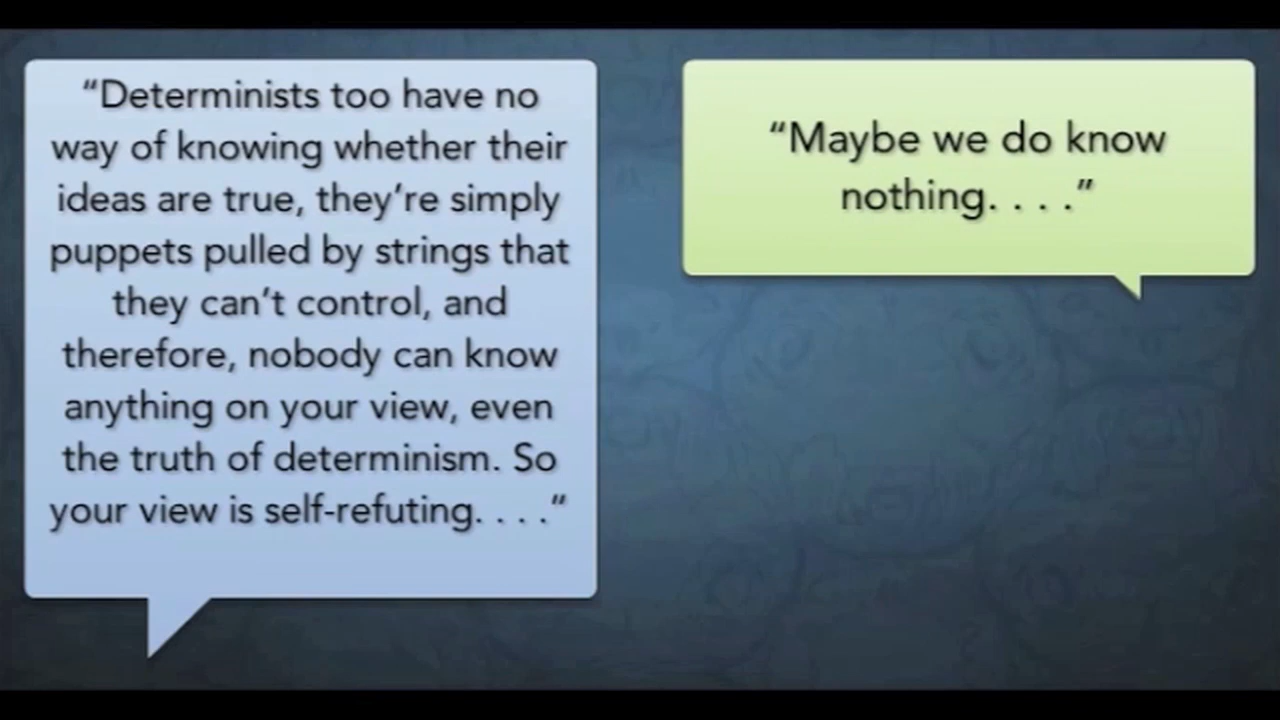 “Determinists too have no
way of knowing whether their
ideas are true, they’re simply
puppets pulled by strings that
they can’t control, and
therefore, nobody can know
anything on your view, even
the truth of determinism. So
your view is self-refuting. . . .”
“Maybe we do know
nothing. . . .”